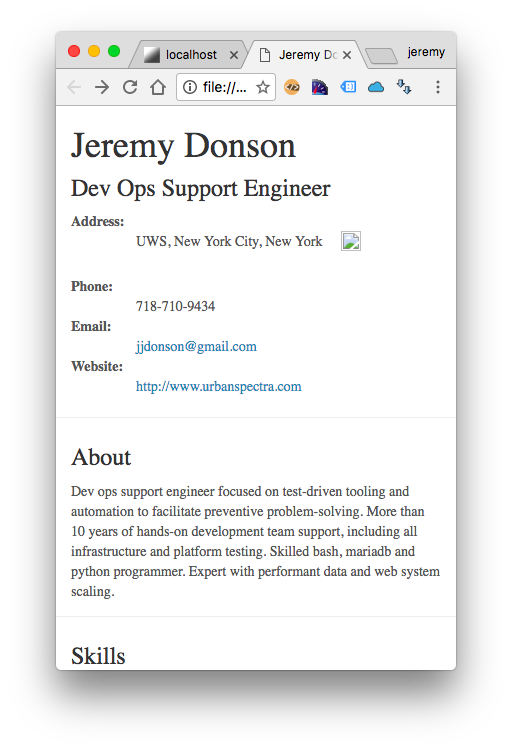 localhost
Jeremy Do
jeremy
file://...
Jeremy Donson
Dev Ops Support Engineer
Address:
UWS, New York City, New York
Phone:
718-710-9434
Email:
jjdonson@gmail.com
Website:
http://www.urbanspectra.com
About
Dev ops support engineer focused on test-driven tooling and
automation to facilitate preventive problem-solving. More than
10 years of hands-on development team support, including all
infrastructure and platform testing. Skilled bash, mariadb and
python programmer. Expert with performant data and web system
scaling.
Skills